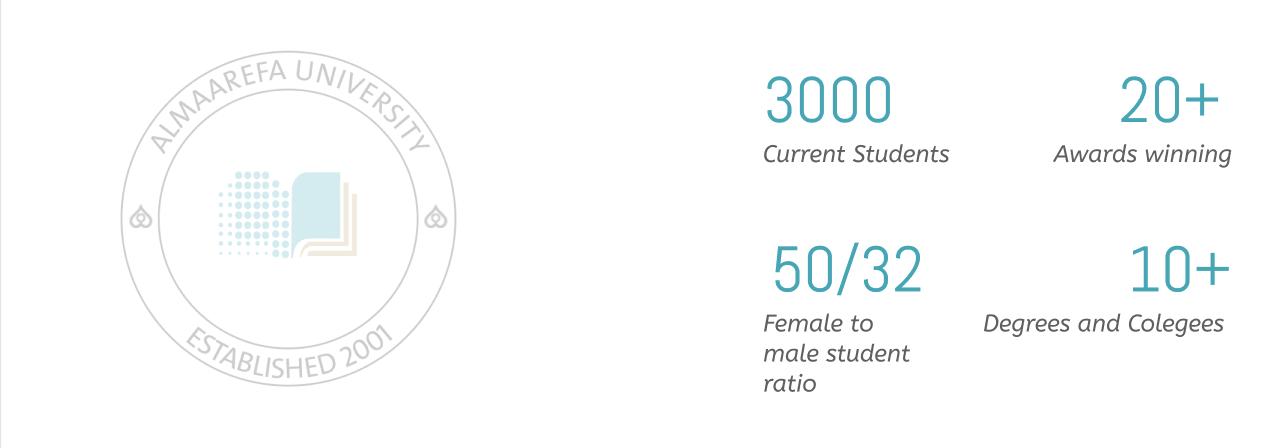 ALMAAREFA UNIVERSITY
ESTABLISHED 2001
3000
Current Students
20+
Awards winning
50/32
Female to
male student
ratio
10+
Degrees and Colegees